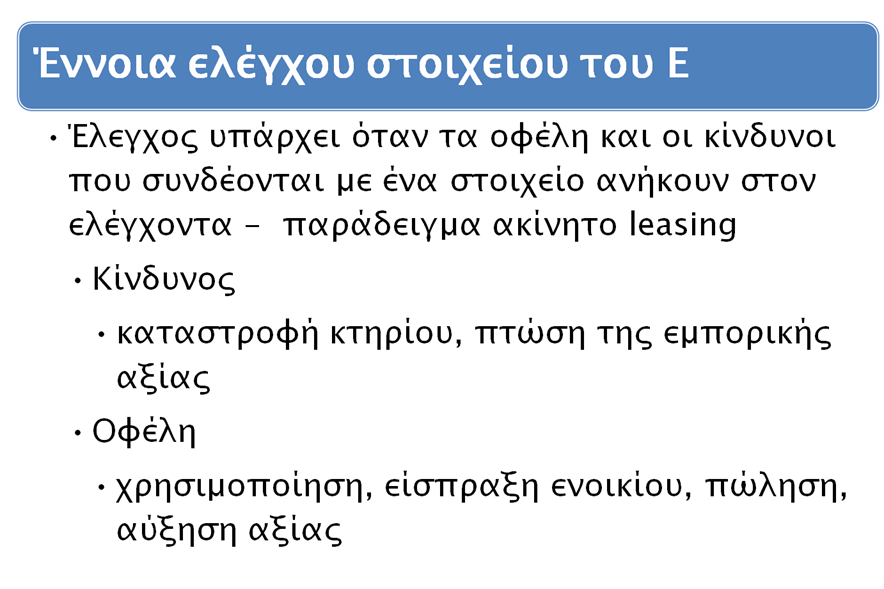 Έννοια ελέγχου στοιχείου του Ε
• Έλεγχος υπάρχει όταν τα οφέλη και οι κίνδυνοι
που συνδέονται με ένα στοιχείο ανήκουν στον
ελέγχοντα – παράδειγμα ακίνητο leasing
• Κίνδυνος
• καταστροφή κτηρίου, πτώση της εμπορικής
αξίας
• Οφέλη
• χρησιμοποίηση, είσπραξη ενοικίου, πώληση,
αύξηση αξίας